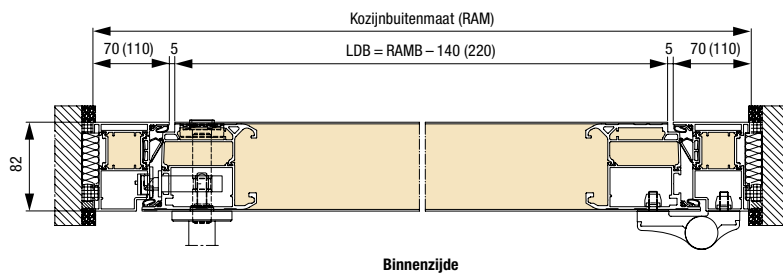 Kozijnbuitenmaat (RAM)
70 (110) 5 LDB = RAMB – 140 (220) 5 70 (110)
82
Binnenzijde